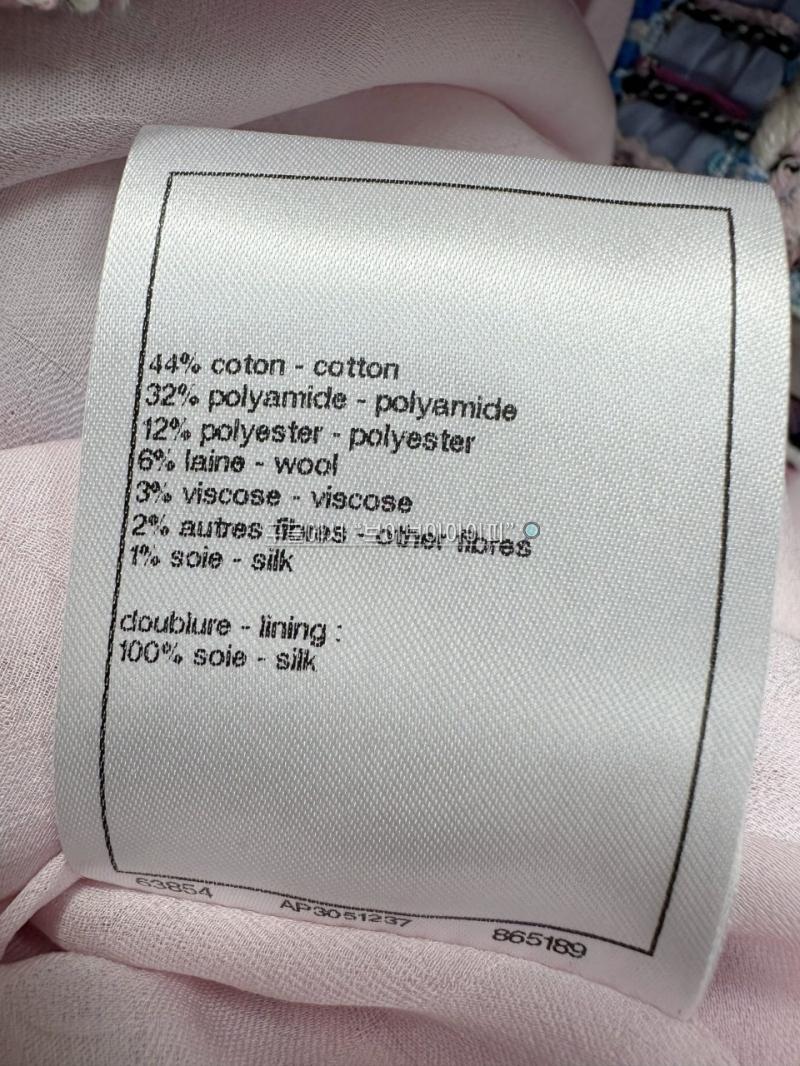 44% coton - cotton
32% polyamide - polyamide
12% polyester - polyester
6% laine - wool
3% viscose - viscose
2% autres fibres - other fibres
1% soie - silk
doublure - lining :
100% soie - silk
63854 AP3051237 865189